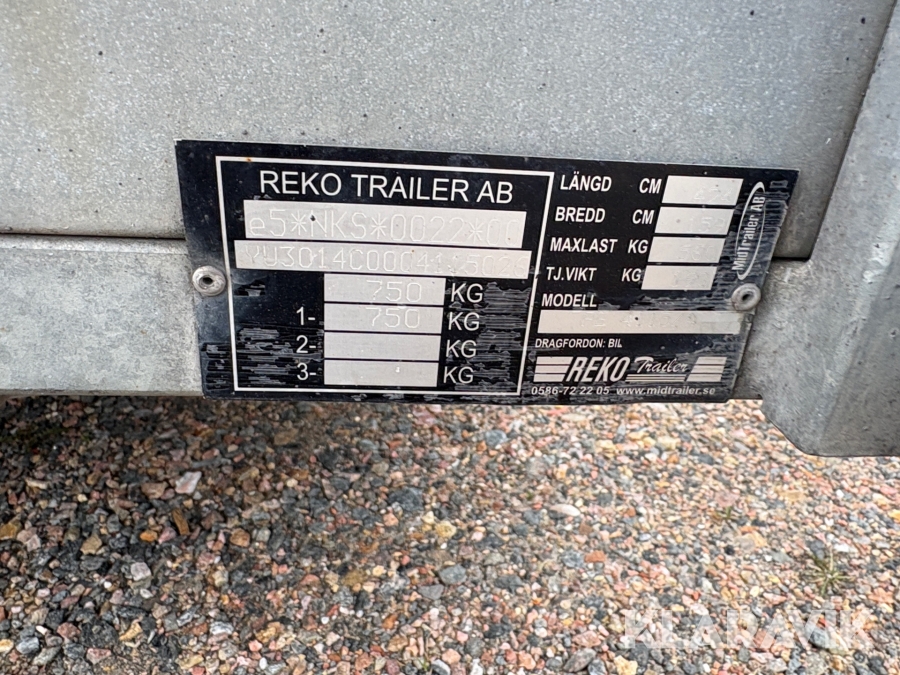 REKO TRAILER AB
e5*NKS*0022*00
750 KG
1- 750 KG
2- KG
3- KG
LÄNGD CM
BREDD CM
MAXLAST KG
TJ.VIKT KG
MODELL
DRAGFORDON: BIL
REKO Trailer
0586-72 22 05 www.midtrailer.se
MidTrailer AB
KLARAVIK